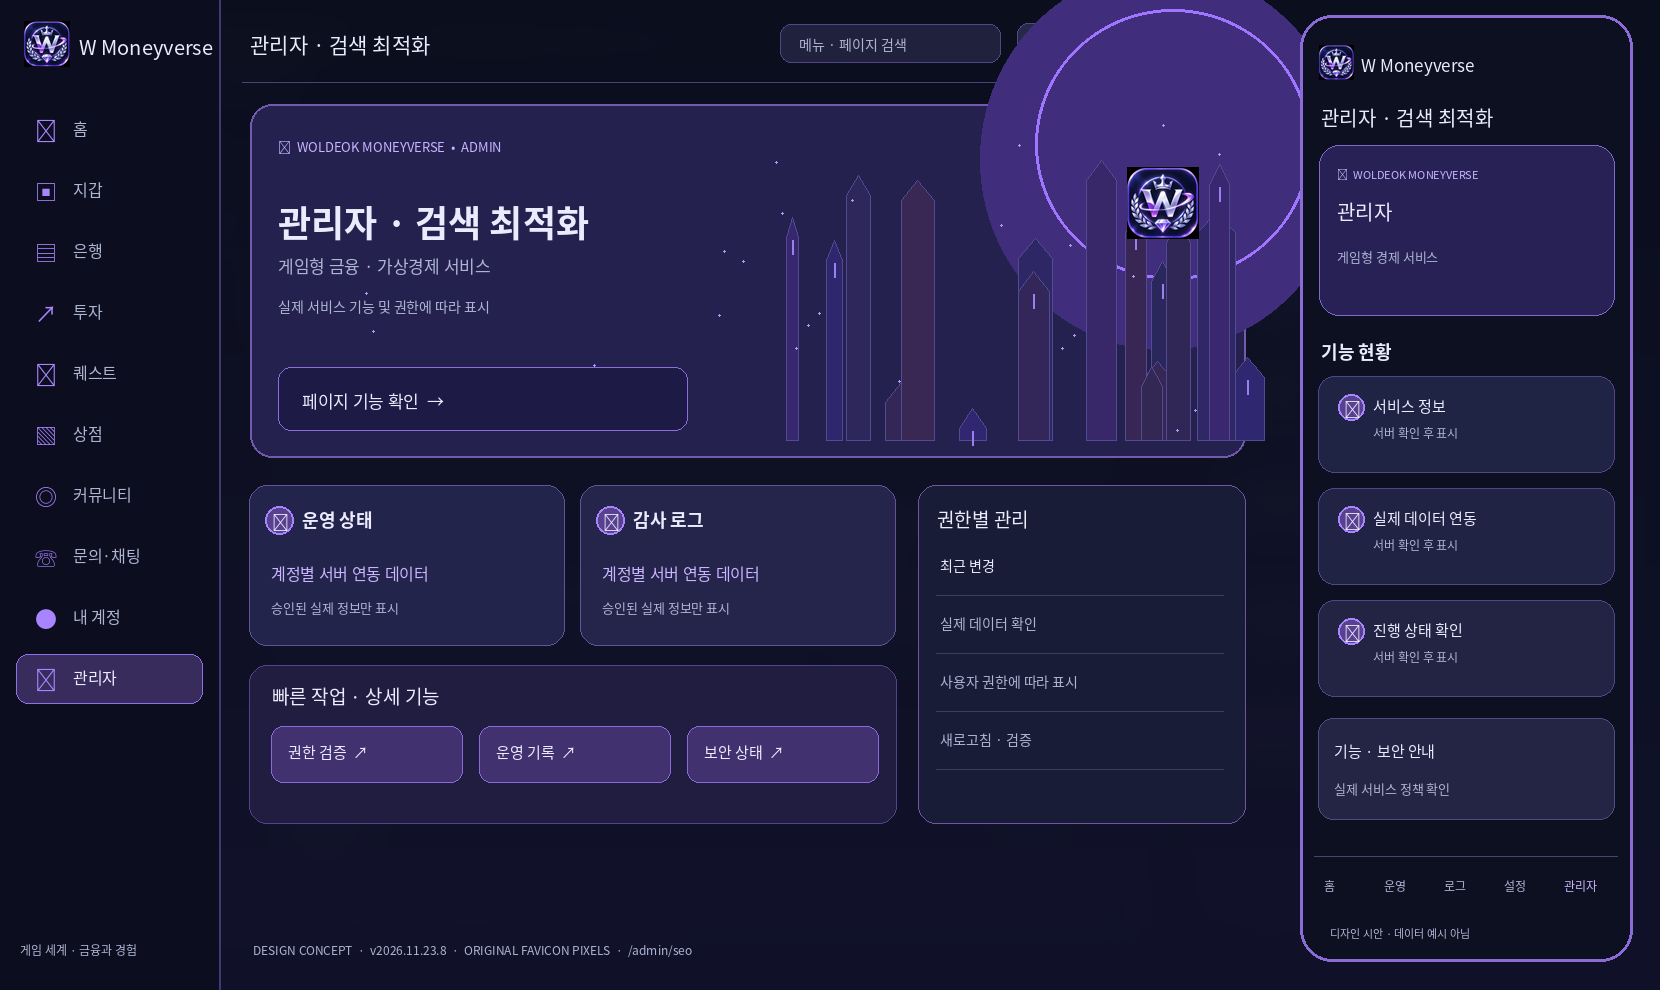 W Moneyverse
홈
지갑
은행
투자
퀘스트
상점
커뮤니티
문의·채팅
내 계정
관리자
게임 세계 · 금융과 경험
관리자 · 검색 최적화
메뉴 · 페이지 검색
WOLDEOK MONEYVERSE • ADMIN
관리자 · 검색 최적화
게임형 금융 · 가상경제 서비스
실제 서비스 기능 및 권한에 따라 표시
페이지 기능 확인 →
운영 상태
계정별 서버 연동 데이터
승인된 실제 정보만 표시
감사 로그
계정별 서버 연동 데이터
승인된 실제 정보만 표시
빠른 작업 · 상세 기능
권한 검증 ↗
운영 기록 ↗
보안 상태 ↗
권한별 관리
최근 변경
실제 데이터 확인
사용자 권한에 따라 표시
새로고침 · 검증
DESIGN CONCEPT · v2026.11.23.8 · ORIGINAL FAVICON PIXELS · /admin/seo
W Moneyverse
관리자 · 검색 최적화
WOLDEOK MONEYVERSE
관리자
게임형 경제 서비스
기능 현황
서비스 정보
서버 확인 후 표시
실제 데이터 연동
서버 확인 후 표시
진행 상태 확인
서버 확인 후 표시
기능 · 보안 안내
실제 서비스 정책 확인
홈 운영 로그 설정 관리자
디자인 시안 · 데이터 예시 아님